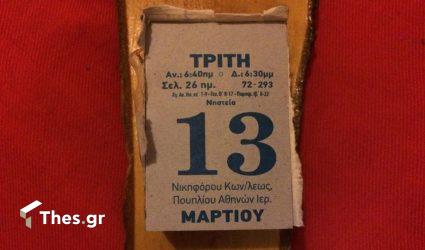 ΤΡΙΤΗ
Αν.: 6:40πμ ο Δ.: 6:30μμ
Σελ. 26 ημ. 72-293
Νηστεία
13
Νικηφόρου Κων/λεως,
Πουπλίου Αθηνών Ιερ.
ΜΑΡΤΙΟΥ
Thes.gr